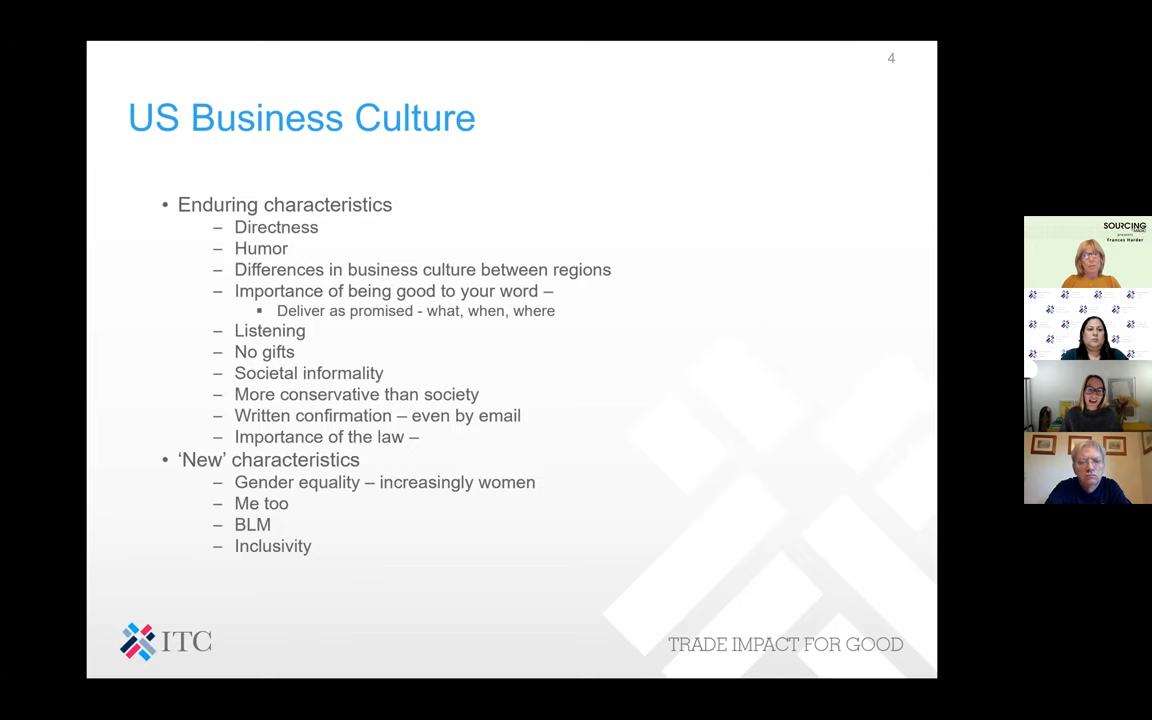 4
US Business Culture
• Enduring characteristics
– Directness
– Humor
– Differences in business culture between regions
– Importance of being good to your word –
▪ Deliver as promised - what, when, where
– Listening
– No gifts
– Societal informality
– More conservative than society
– Written confirmation – even by email
– Importance of the law –
• ‘New’ characteristics
– Gender equality – increasingly women
– Me too
– BLM
– Inclusivity
ITC
TRADE IMPACT FOR GOOD
SOURCING
MAGIC
presents
Frances Harder